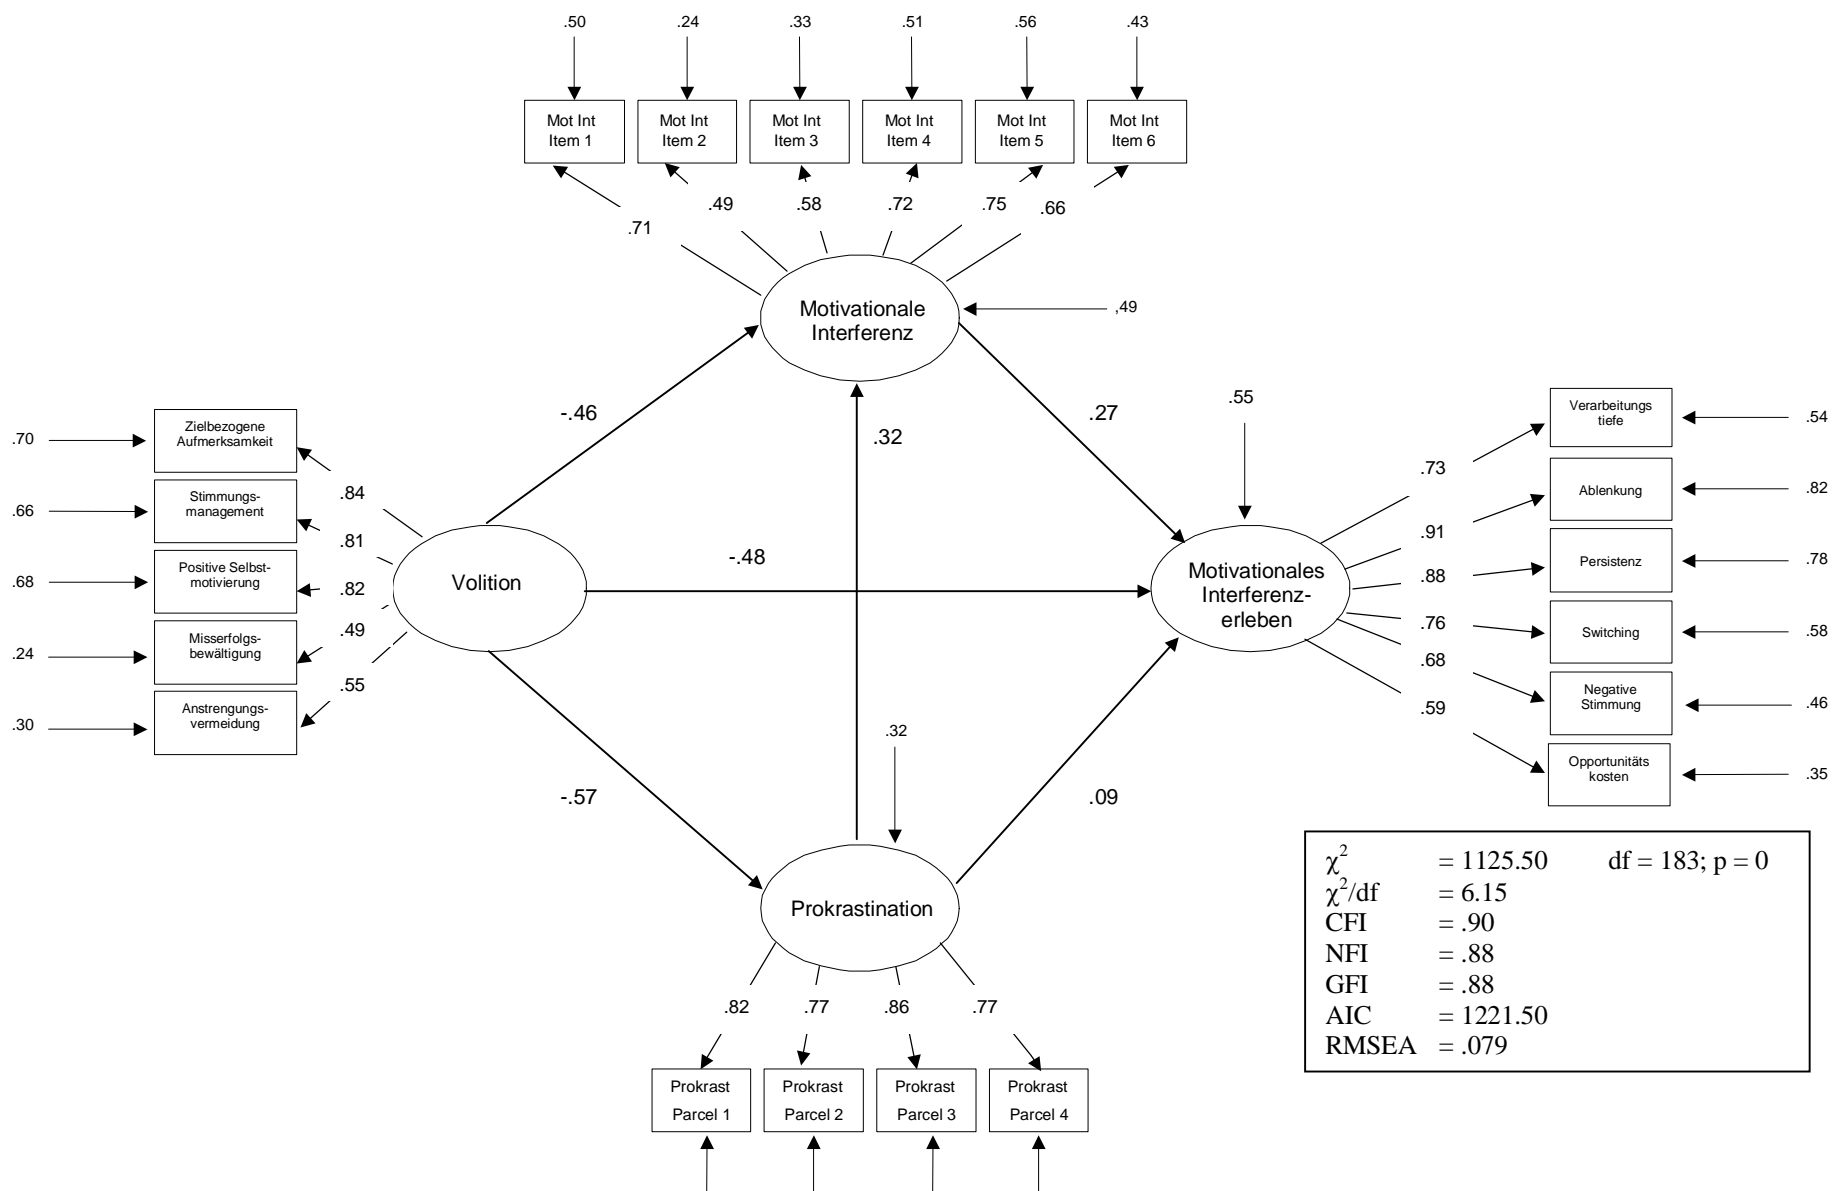 .50
.24
.33
.51
.56
.43
Mot Int
Item 1
Mot Int
Item 2
Mot Int
Item 3
Mot Int
Item 4
Mot Int
Item 5
Mot Int
Item 6
.71
.49
.58
.72
.75
.66
Motivationale
Interferenz
,49
-.46
.32
.27
.55
.70
Zielbezogene
Aufmerksamkeit
.84
.66
Stimmungs-
management
.81
.68
Positive Selbst-
motivierung
.82
.24
Misserfolgs-
bewältigung
.49
.30
Anstrengungs-
vermeidung
.55
Volition
-.48
Motivationales
Interferenz-
erleben
.73
Verarbeitungs
tiefe
.54
.91
Ablenkung
.82
.88
Persistenz
.78
.76
Switching
.58
.68
Negative
Stimmung
.46
.59
Opportunitäts
kosten
.35
-.57
.32
.09
Prokrastination
.82
.77
.86
.77
Prokrast
Parcel 1
Prokrast
Parcel 2
Prokrast
Parcel 3
Prokrast
Parcel 4
χ² = 1125.50 df = 183; p = 0
χ²/df = 6.15
CFI = .90
NFI = .88
GFI = .88
AIC = 1221.50
RMSEA = .079